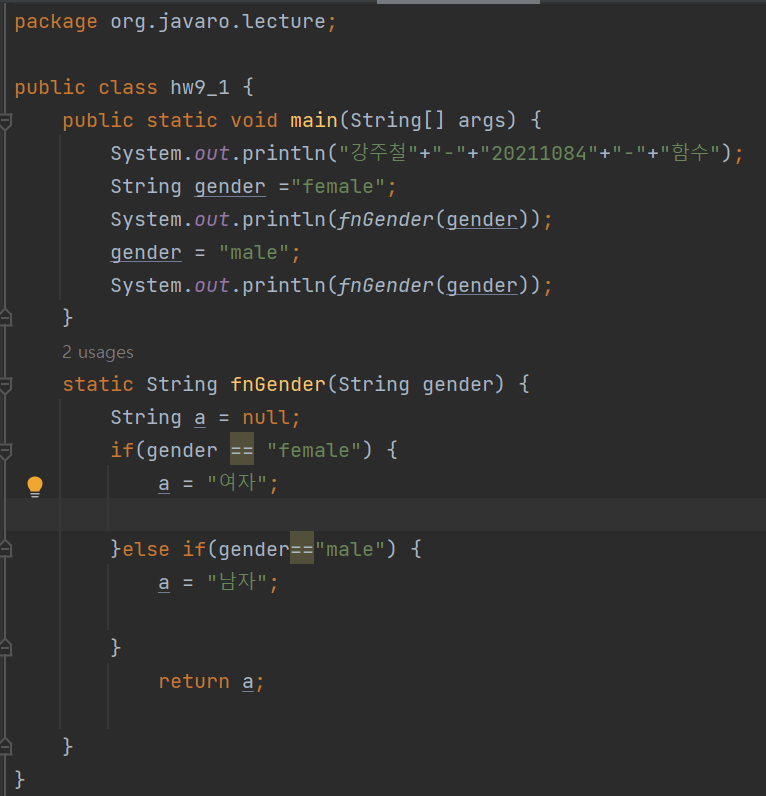 package org.javaro.lecture;
public class hw9_1 {
public static void main(String[] args) {
System.out.println("강주철"+"-"+"20211084"+"-"+"함수");
String gender ="female";
System.out.println(fnGender(gender));
gender = "male";
System.out.println(fnGender(gender));
}
2 usages
static String fnGender(String gender) {
String a = null;
if(gender == "female") {
a = "여자";
}else if(gender=="male") {
a = "남자";
}
return a;
}
}